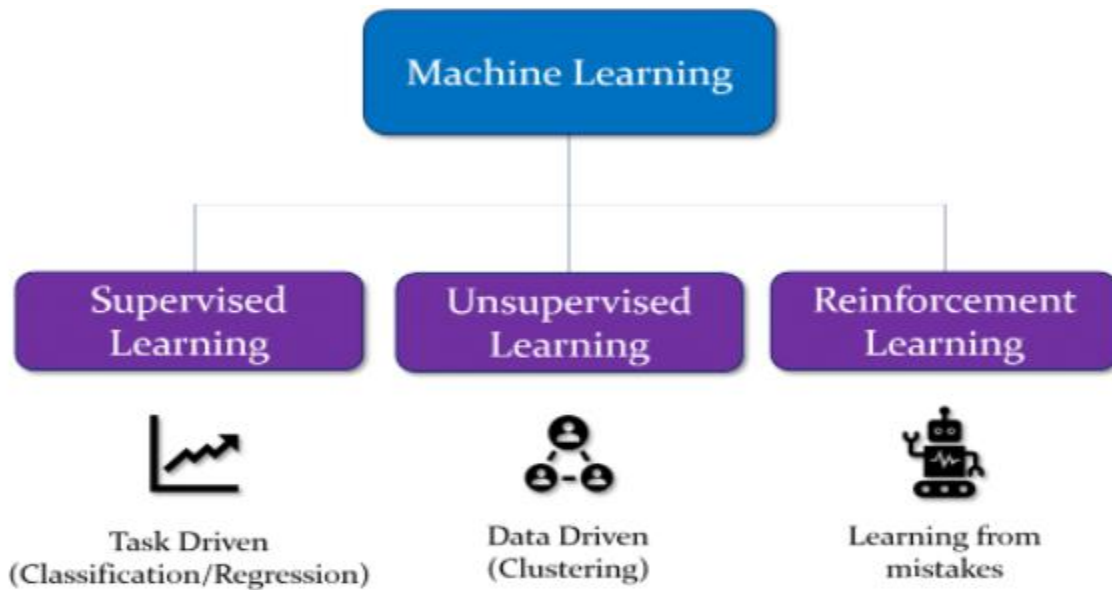 Machine Learning
Supervised
Learning
Unsupervised
Learning
Reinforcement
Learning
Task Driven
(Classification/Regression)
Data Driven
(Clustering)
Learning from
mistakes